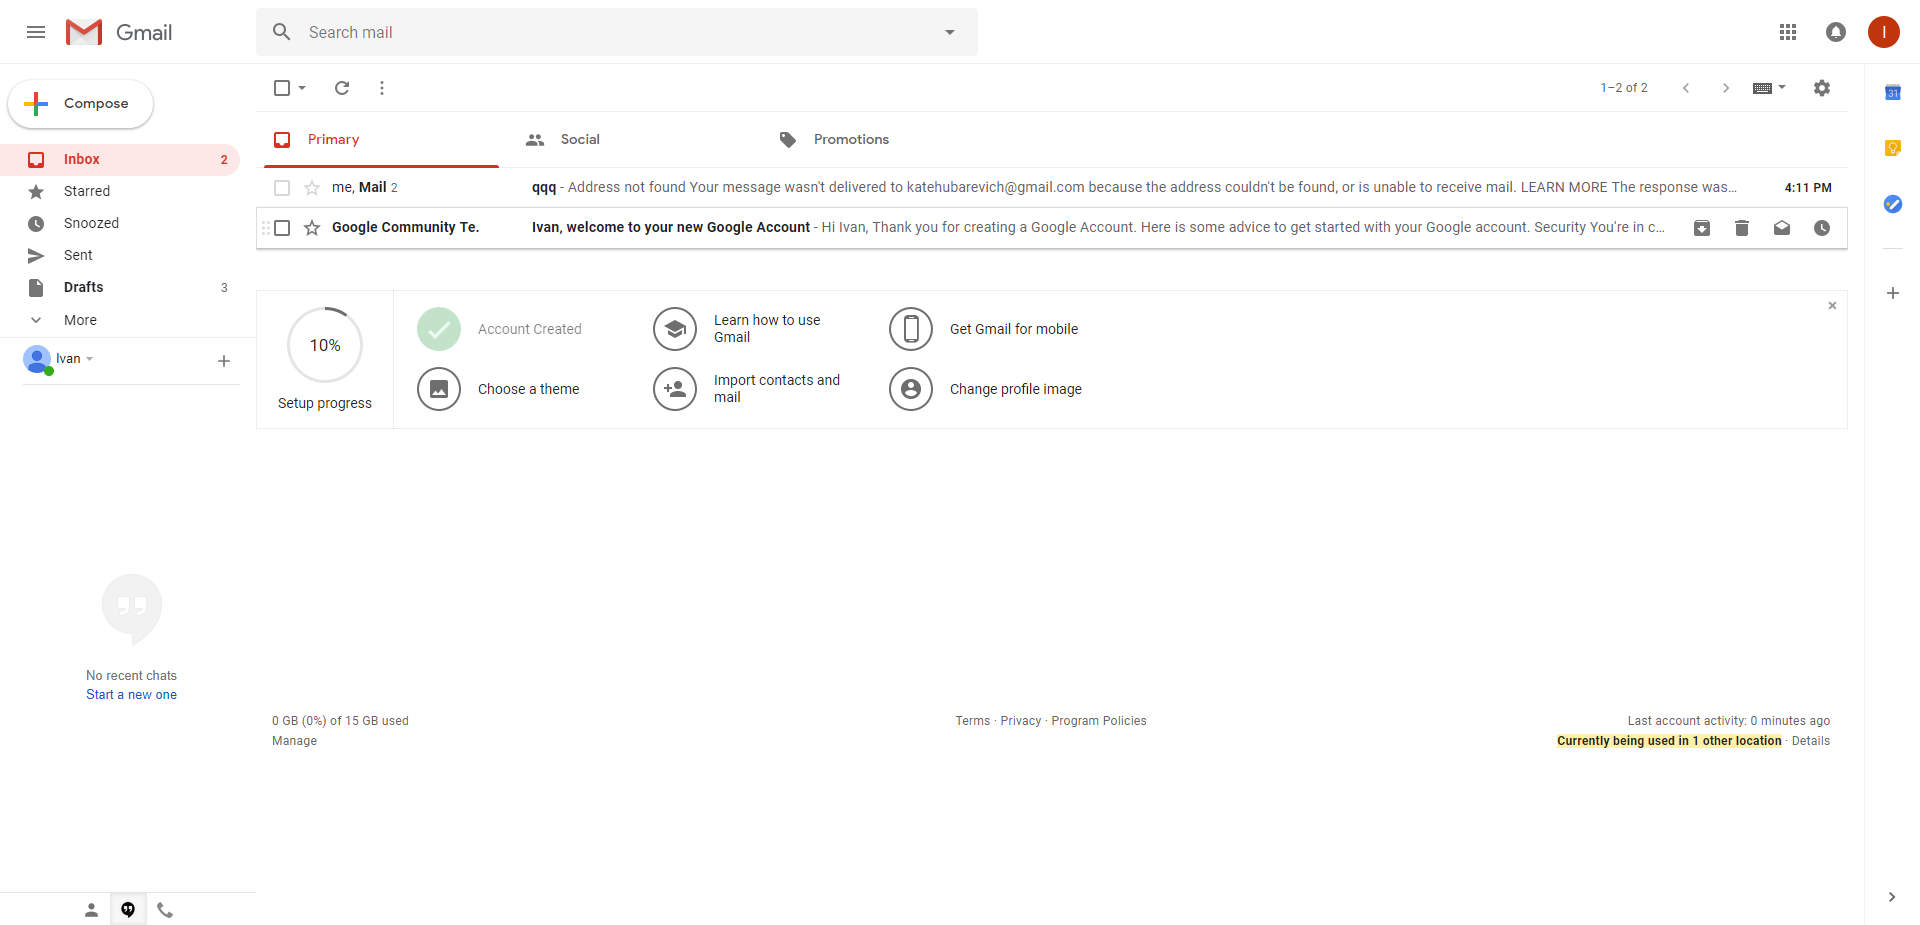 Gmail
Search mail
I
Compose
1–2 of 2
31
Primary
Social
Promotions
Inbox 2
Starred
Snoozed
Sent
Drafts 3
More
Ivan
me, Mail 2 qqq - Address not found Your message wasn't delivered to katehubarevich@gmail.com because the address couldn't be found, or is unable to receive mail. LEARN MORE The response was... 4:11 PM
Google Community Te. Ivan, welcome to your new Google Account - Hi Ivan, Thank you for creating a Google Account. Here is some advice to get started with your Google account. Security You're in c...
10%
Setup progress
Account Created
Learn how to use
Gmail
Get Gmail for mobile
Choose a theme
Import contacts and
mail
Change profile image
×
No recent chats
Start a new one
0 GB (0%) of 15 GB used
Manage
Terms · Privacy · Program Policies
Last account activity: 0 minutes ago
Currently being used in 1 other location · Details